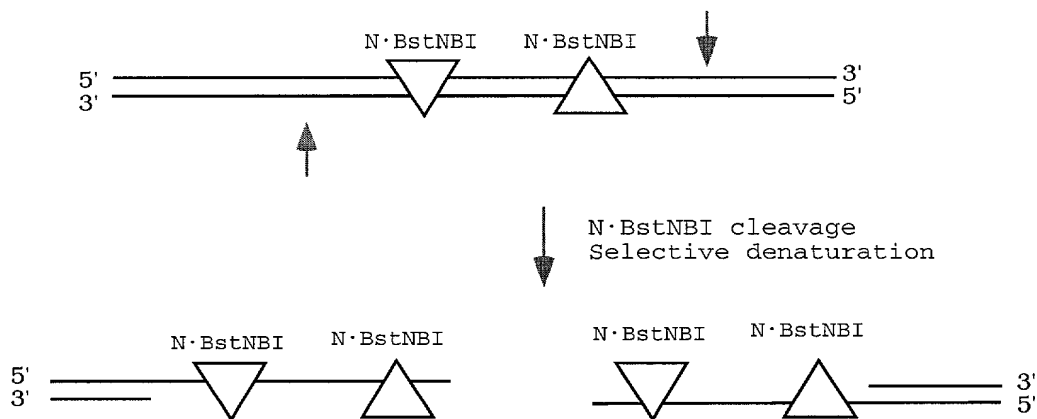 N·BstNBI N·BstNBI
5' 3'
3' 5'
N·BstNBI cleavage
Selective denaturation
N·BstNBI N·BstNBI N·BstNBI N·BstNBI
5' 3'
3' 5'